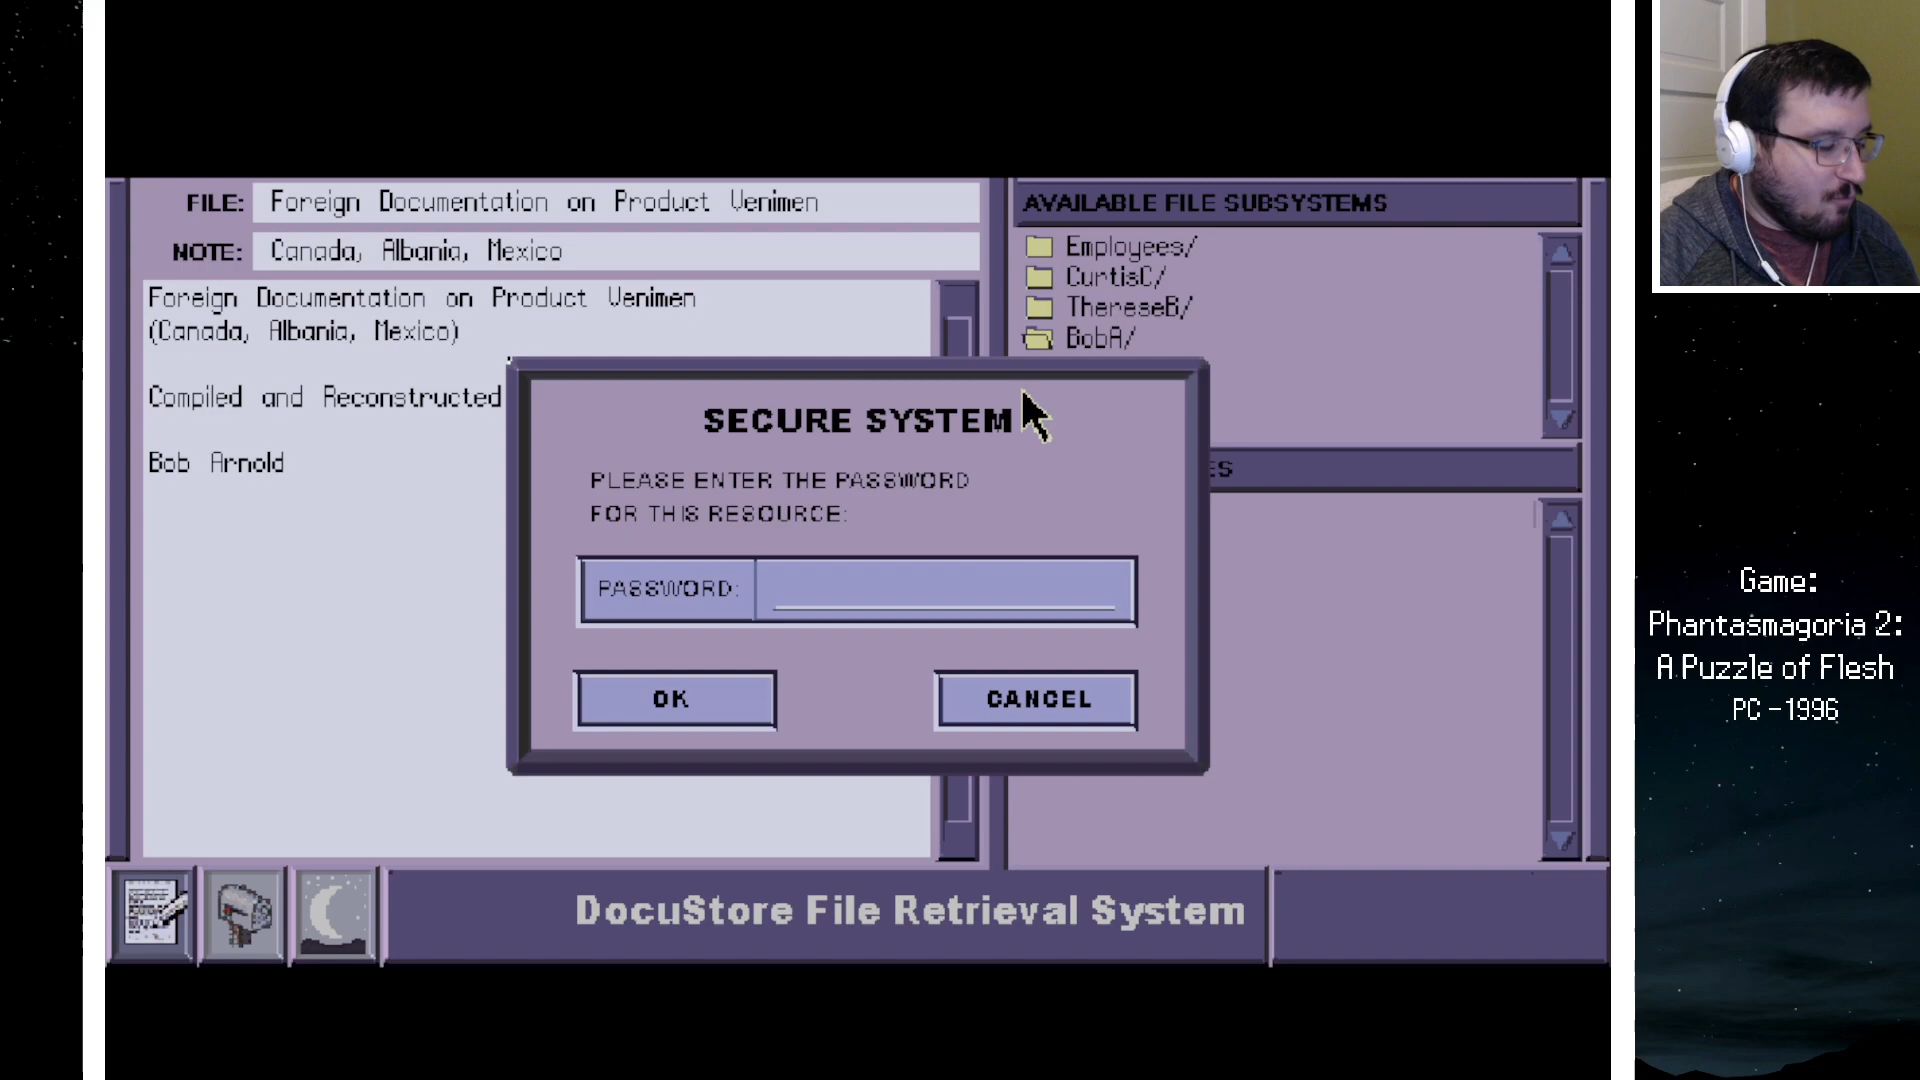 FILE: Foreign Documentation on Product Venimen
NOTE: Canada, Albania, Mexico
Foreign Documentation on Product Venimen
(Canada, Albania, Mexico)
Compiled and Reconstructed
Bob Arnold
AVAILABLE FILE SUBSYSTEMS
Employees/
CurtisC/
ThereseB/
BobA/
ES
SECURE SYSTEM
PLEASE ENTER THE PASSWORD
FOR THIS RESOURCE:
PASSWORD:
OK
CANCEL
DocuStore File Retrieval System
Game:
Phantasmagoria 2:
A Puzzle of Flesh
PC -1996